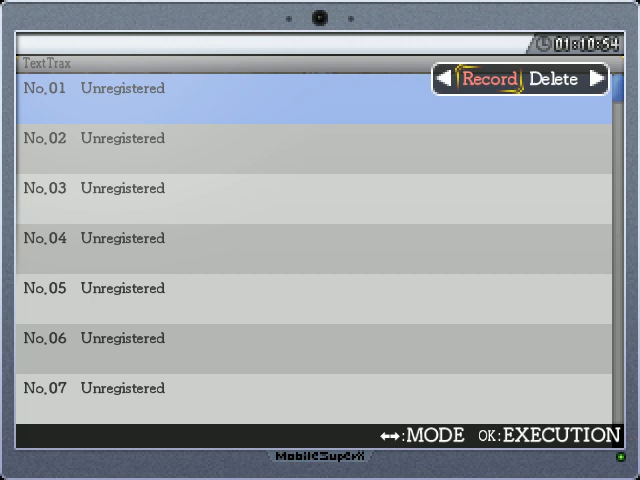 01:10:54
TextTrax
Record Delete
No.01 Unregistered
No.02 Unregistered
No.03 Unregistered
No.04 Unregistered
No.05 Unregistered
No.06 Unregistered
No.07 Unregistered
↔:MODE OK:EXECUTION
MobileSuperX